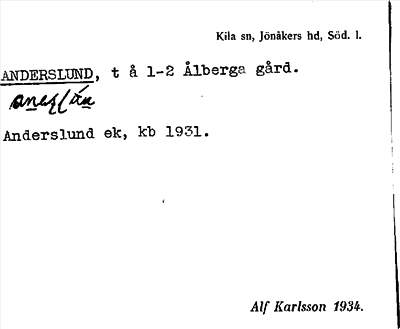 Kila sn, Jönåkers hd, Söd. l.
ANDERSLUND, t å 1-2 Ålberga gård.
Anderslund ek, kb 1931.
Alf Karlsson 1934.